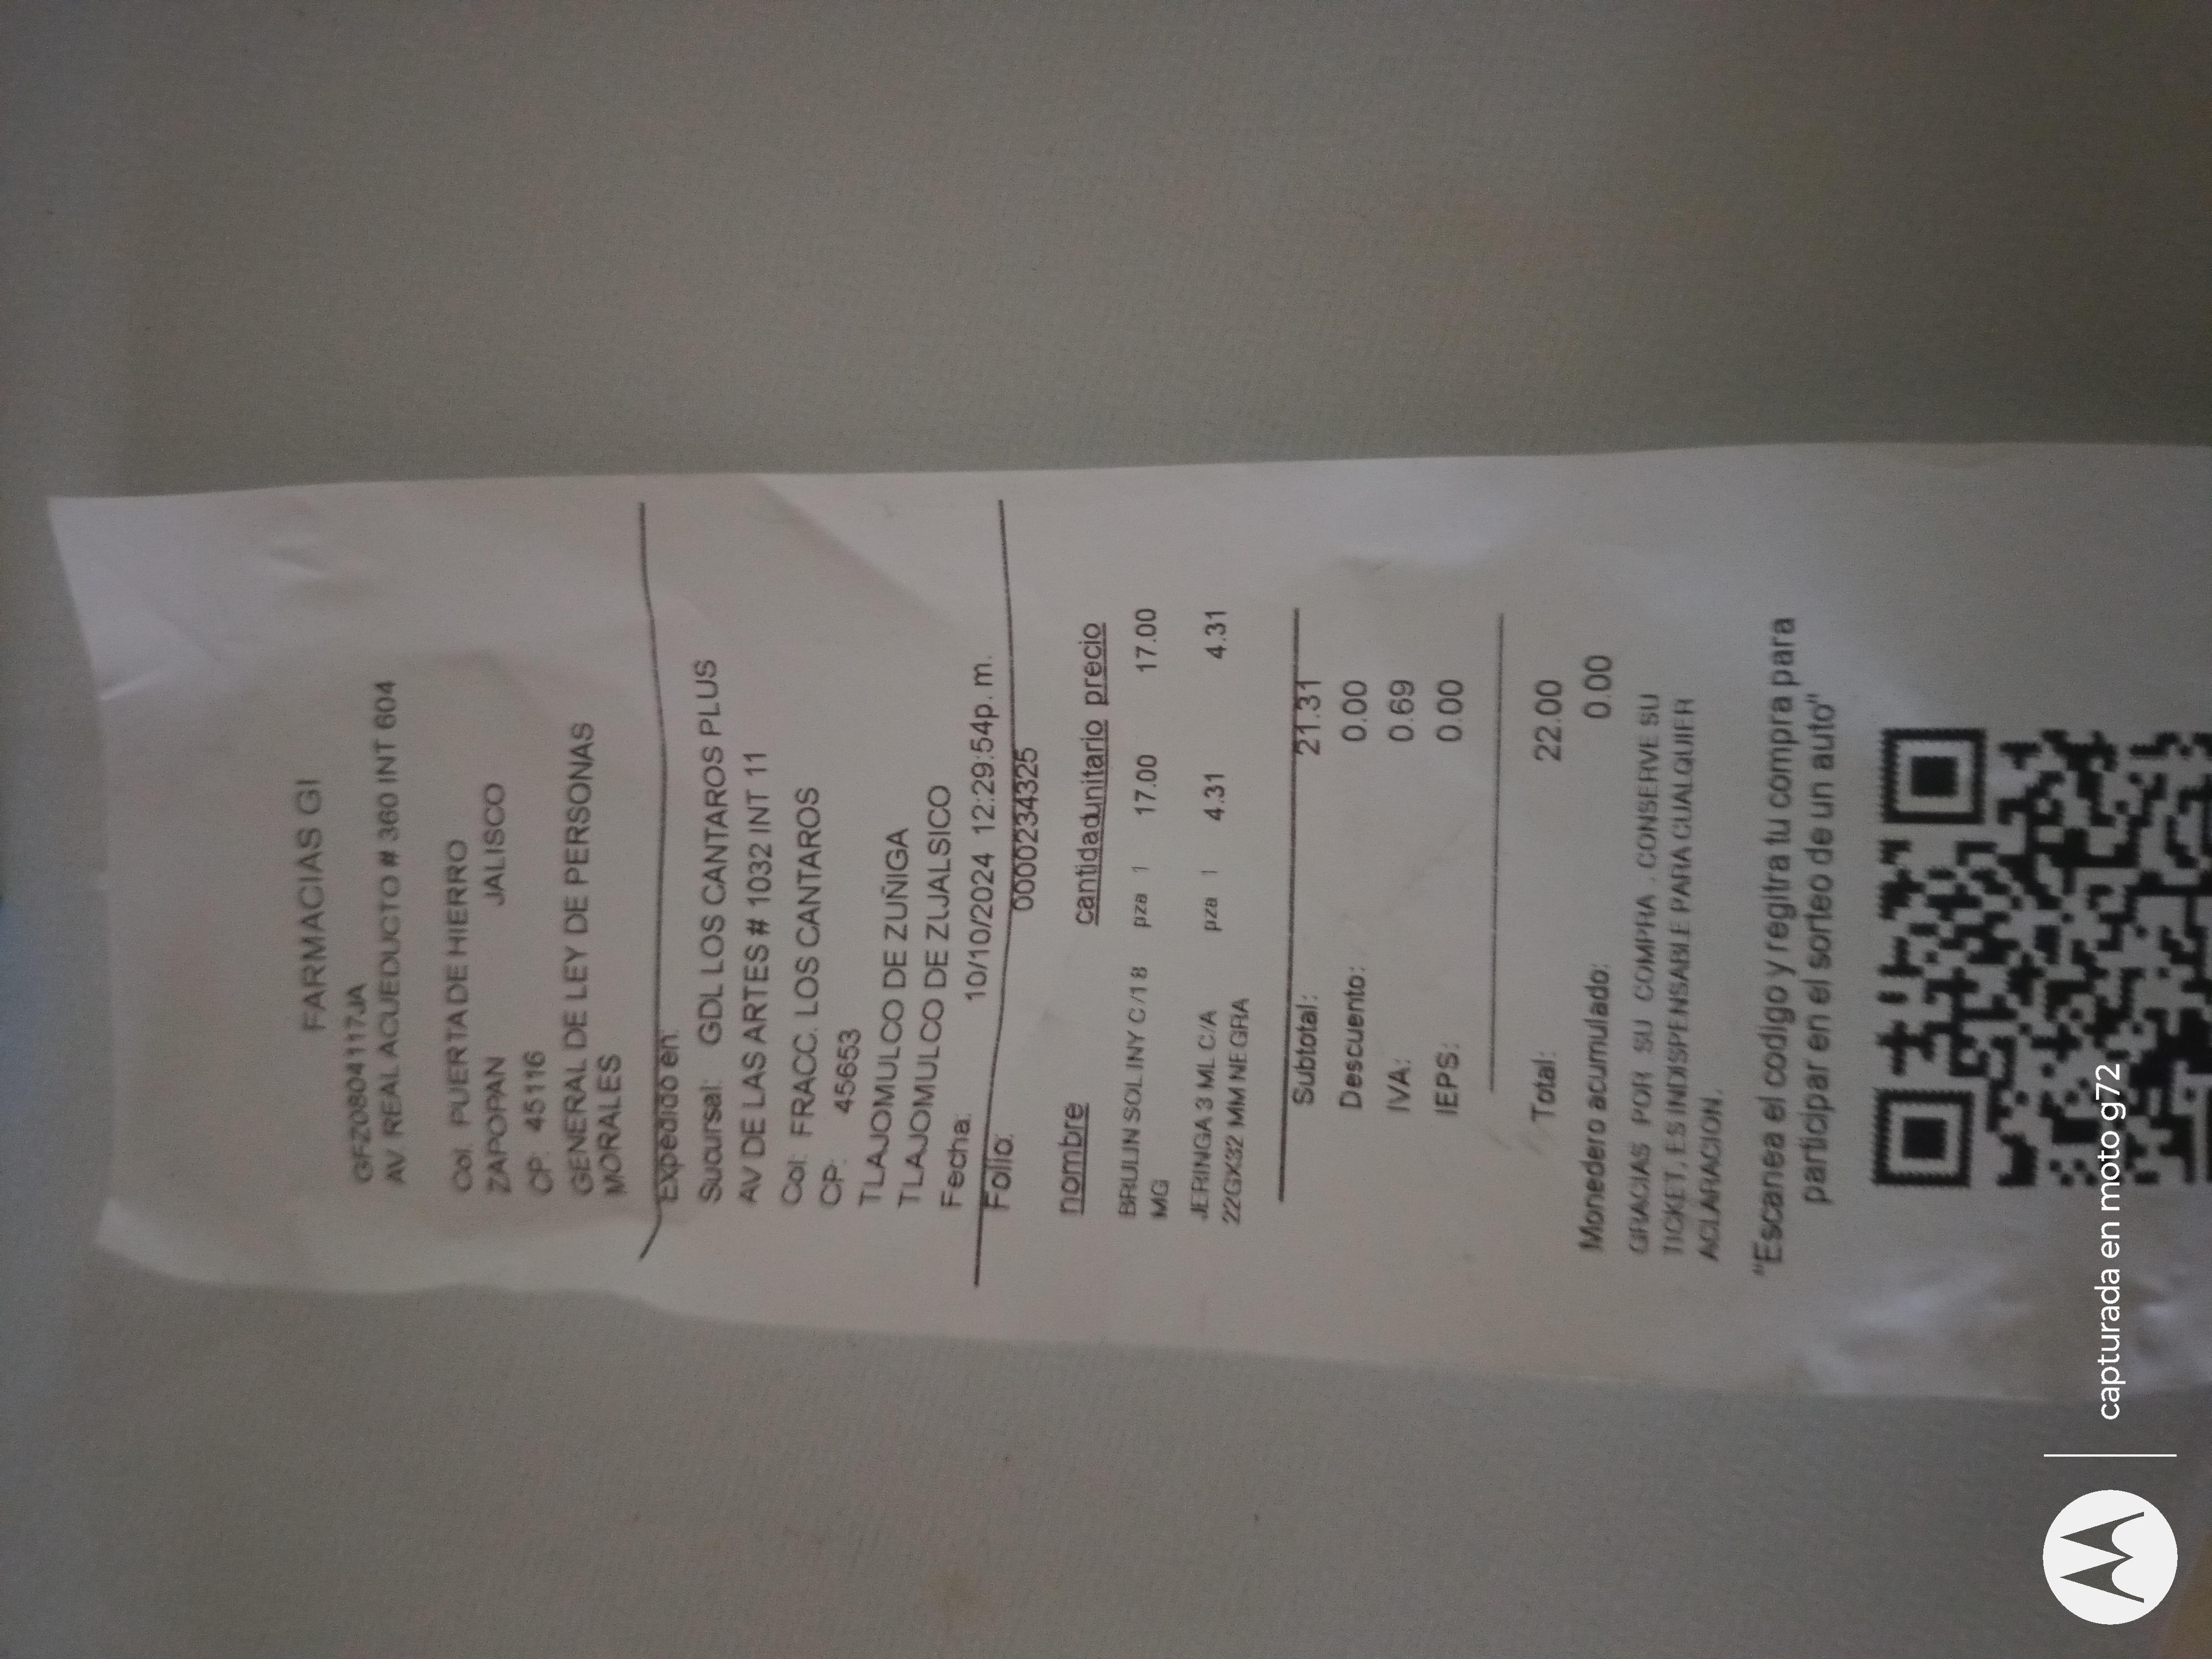 FARMACIAS GI
GFZ0804117JA
AV. REAL ACUEDUCTO # 360 INT 604
Col: PUERTA DE HIERRO
ZAPOPAN JALISCO
CP: 45116
GENERAL DE LEY DE PERSONAS
MORALES
Expedido en:
Sucursal: GDL LOS CANTAROS PLUS
AV DE LAS ARTES # 1032 INT 11
Col: FRACC. LOS CANTAROS
CP: 45653
TLAJOMULCO DE ZUÑIGA
TLAJOMULCO DE ZUJALSICO
Fecha: 10/10/2024 12:29:54p. m.
Folio: 0000234325
nombre cantidadunitario precio
BRULIN SOL INY C/1 8 pza 1 17.00 17.00
MG
JERINGA 3 ML C/A pza 1 4.31 4.31
22GX32 MM NEGRA
Subtotal: 21.31
Descuento: 0.00
IVA: 0.69
IEPS: 0.00
Total: 22.00
Monedero acumulado: 0.00
GRACIAS POR SU COMPRA . CONSERVE SU
TICKET, ES INDISPENSABLE PARA CUALQUIER
ACLARACION.
"Escanea el codigo y regitra tu compra para
participar en el sorteo de un auto"
capturada en moto g72